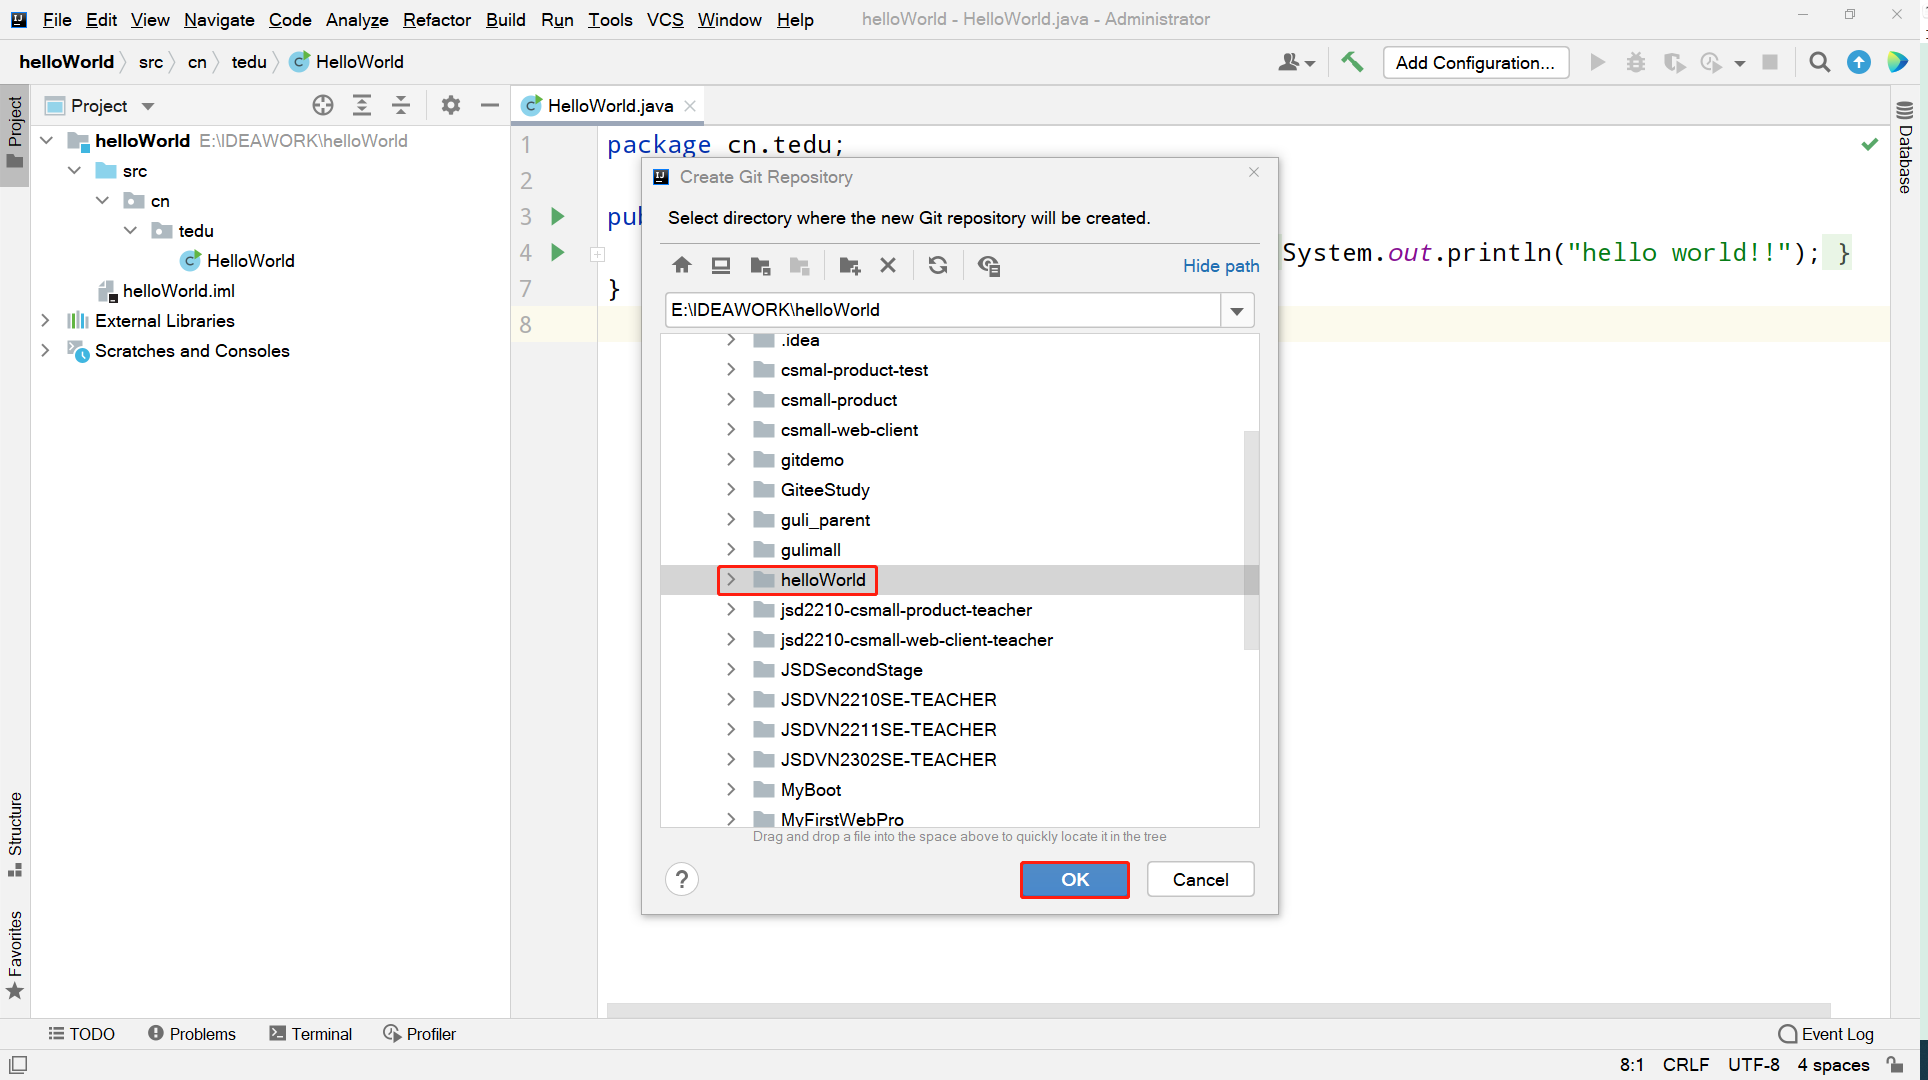 File Edit View Navigate Code Analyze Refactor Build Run Tools VCS Window Help helloWorld - HelloWorld.java - Administrator
helloWorld src cn tedu HelloWorld Add Configuration...
Project HelloWorld.java
Project
Database
Structure
Favorites
helloWorld E:\IDEAWORK\helloWorld
src
cn
tedu
HelloWorld
helloWorld.iml
External Libraries
Scratches and Consoles
1 package cn.tedu;
2
3 pub
4 System.out.println("hello world!!"); }
7 }
8
Create Git Repository
Select directory where the new Git repository will be created.
Hide path
E:\IDEAWORK\helloWorld
.idea
csmal-product-test
csmall-product
csmall-web-client
gitdemo
GiteeStudy
guli_parent
gulimall
helloWorld
jsd2210-csmall-product-teacher
jsd2210-csmall-web-client-teacher
JSDSecondStage
JSDVN2210SE-TEACHER
JSDVN2211SE-TEACHER
JSDVN2302SE-TEACHER
MyBoot
MyFirstWebPro
Drag and drop a file into the space above to quickly locate it in the tree
? OK Cancel
TODO Problems Terminal Profiler Event Log
8:1 CRLF UTF-8 4 spaces